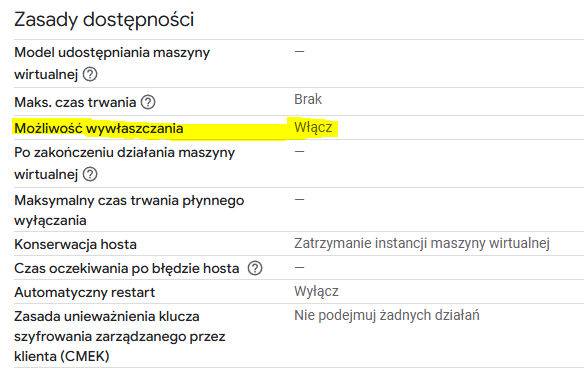 Zasady dostępności
Model udostępniania maszyny
wirtualnej ? —
Maks. czas trwania ? Brak
Możliwość wywłaszczania Włącz
Po zakończeniu działania maszyny
wirtualnej ? —
Maksymalny czas trwania płynnego —
wyłączania
Konserwacja hosta Zatrzymanie instancji maszyny wirtualnej
Czas oczekiwania po błędzie hosta ? —
Automatyczny restart Wyłącz
Zasada unieważnienia klucza Nie podejmuj żadnych działań
szyfrowania zarządzanego przez
klienta (CMEK)